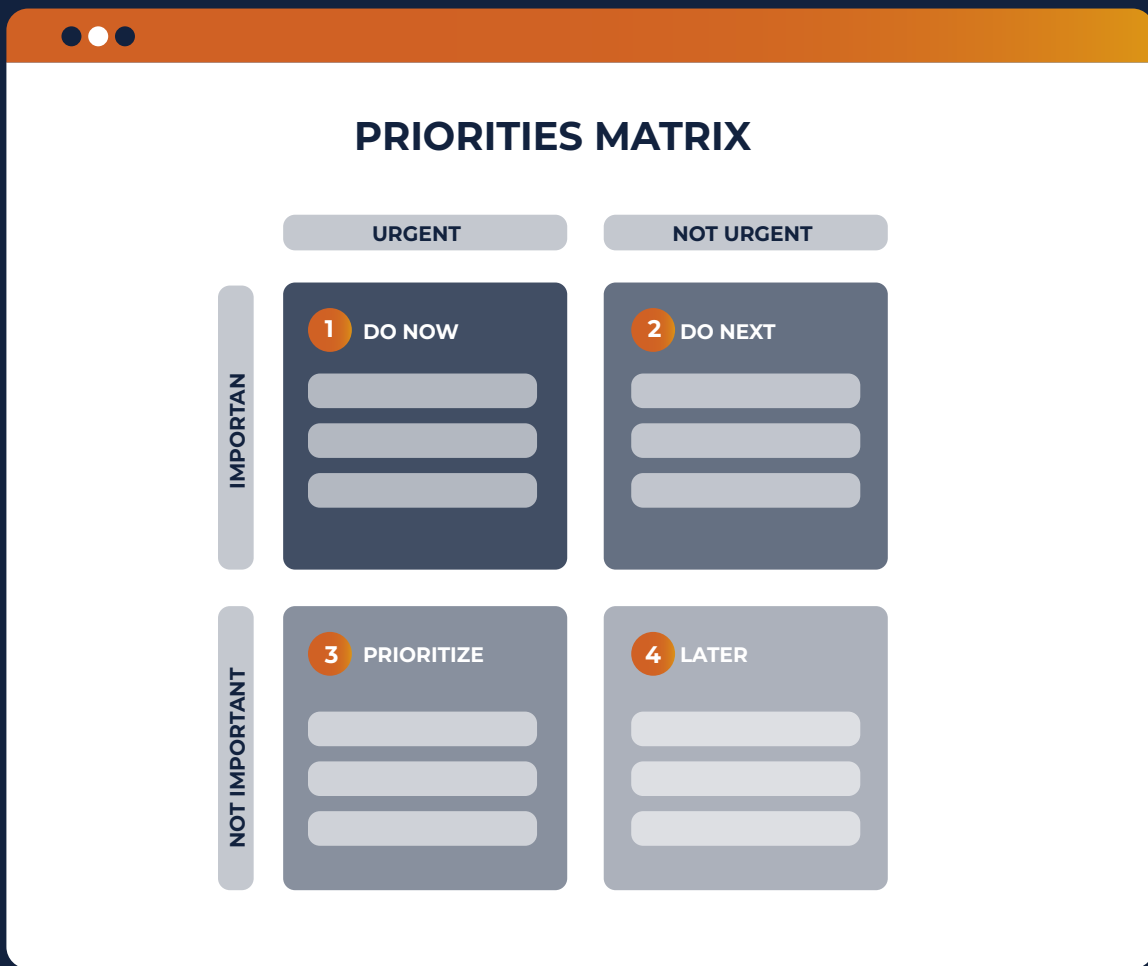 PRIORITIES MATRIX
URGENT
NOT URGENT
IMPORTAN
1 DO NOW
2 DO NEXT
NOT IMPORTANT
3 PRIORITIZE
4 LATER